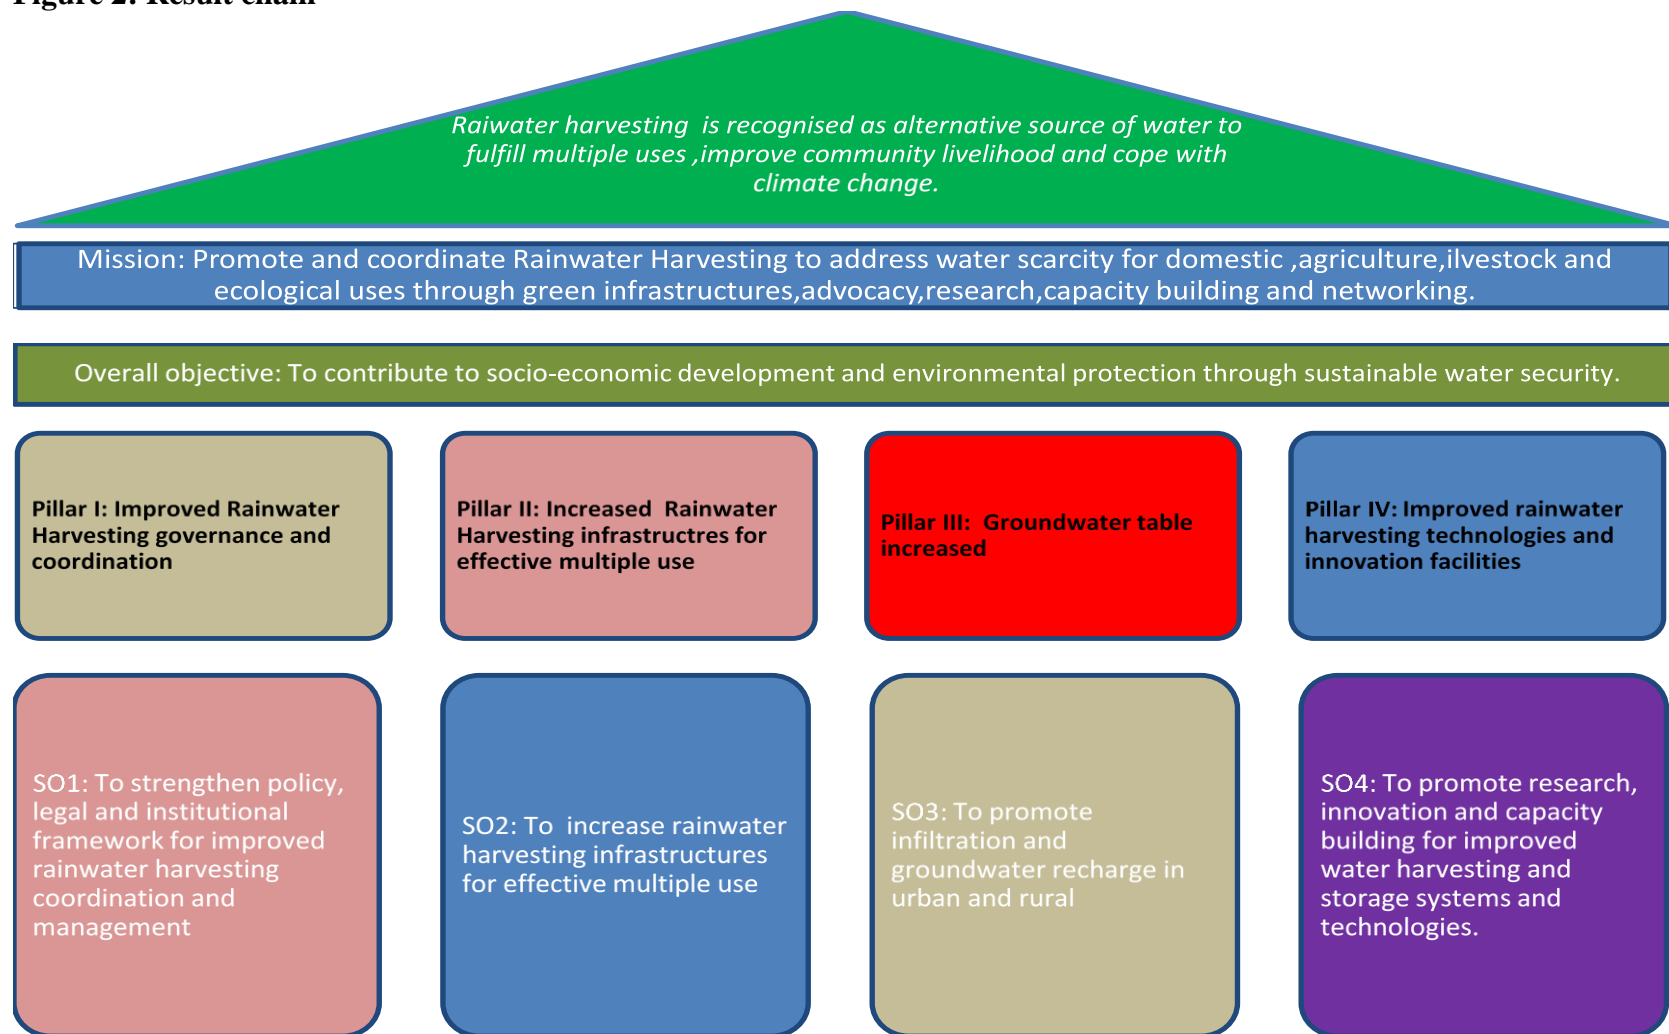 Figure 2: Result chain
Raiwater harvesting  is recognised as alternative source of water to
fulfill multiple uses ,improve community livelihood and cope with
climate change.
Mission: Promote and coordinate Rainwater Harvesting to address water scarcity for domestic ,agriculture,ilvestock and
ecological uses through green infrastructures,advocacy,research,capacity building and networking.
Overall objective: To contribute to socio-economic development and environmental protection through sustainable water security.
Pillar I: Improved Rainwater
Harvesting governance and
coordination
Pillar II: Increased  Rainwater
Harvesting infrastructres for
effective multiple use
Pillar III:  Groundwater table
increased
Pillar IV: Improved rainwater
harvesting technologies and
innovation facilities
SO1: To strengthen policy,
legal and institutional
framework for improved
rainwater harvesting
coordination and
management
SO2: To  increase rainwater
harvesting infrastructures
for effective multiple use
SO3: To promote
infiltration and
groundwater recharge in
urban and rural
SO4: To promote research,
innovation and capacity
building for improved
water harvesting and
storage systems and
technologies.